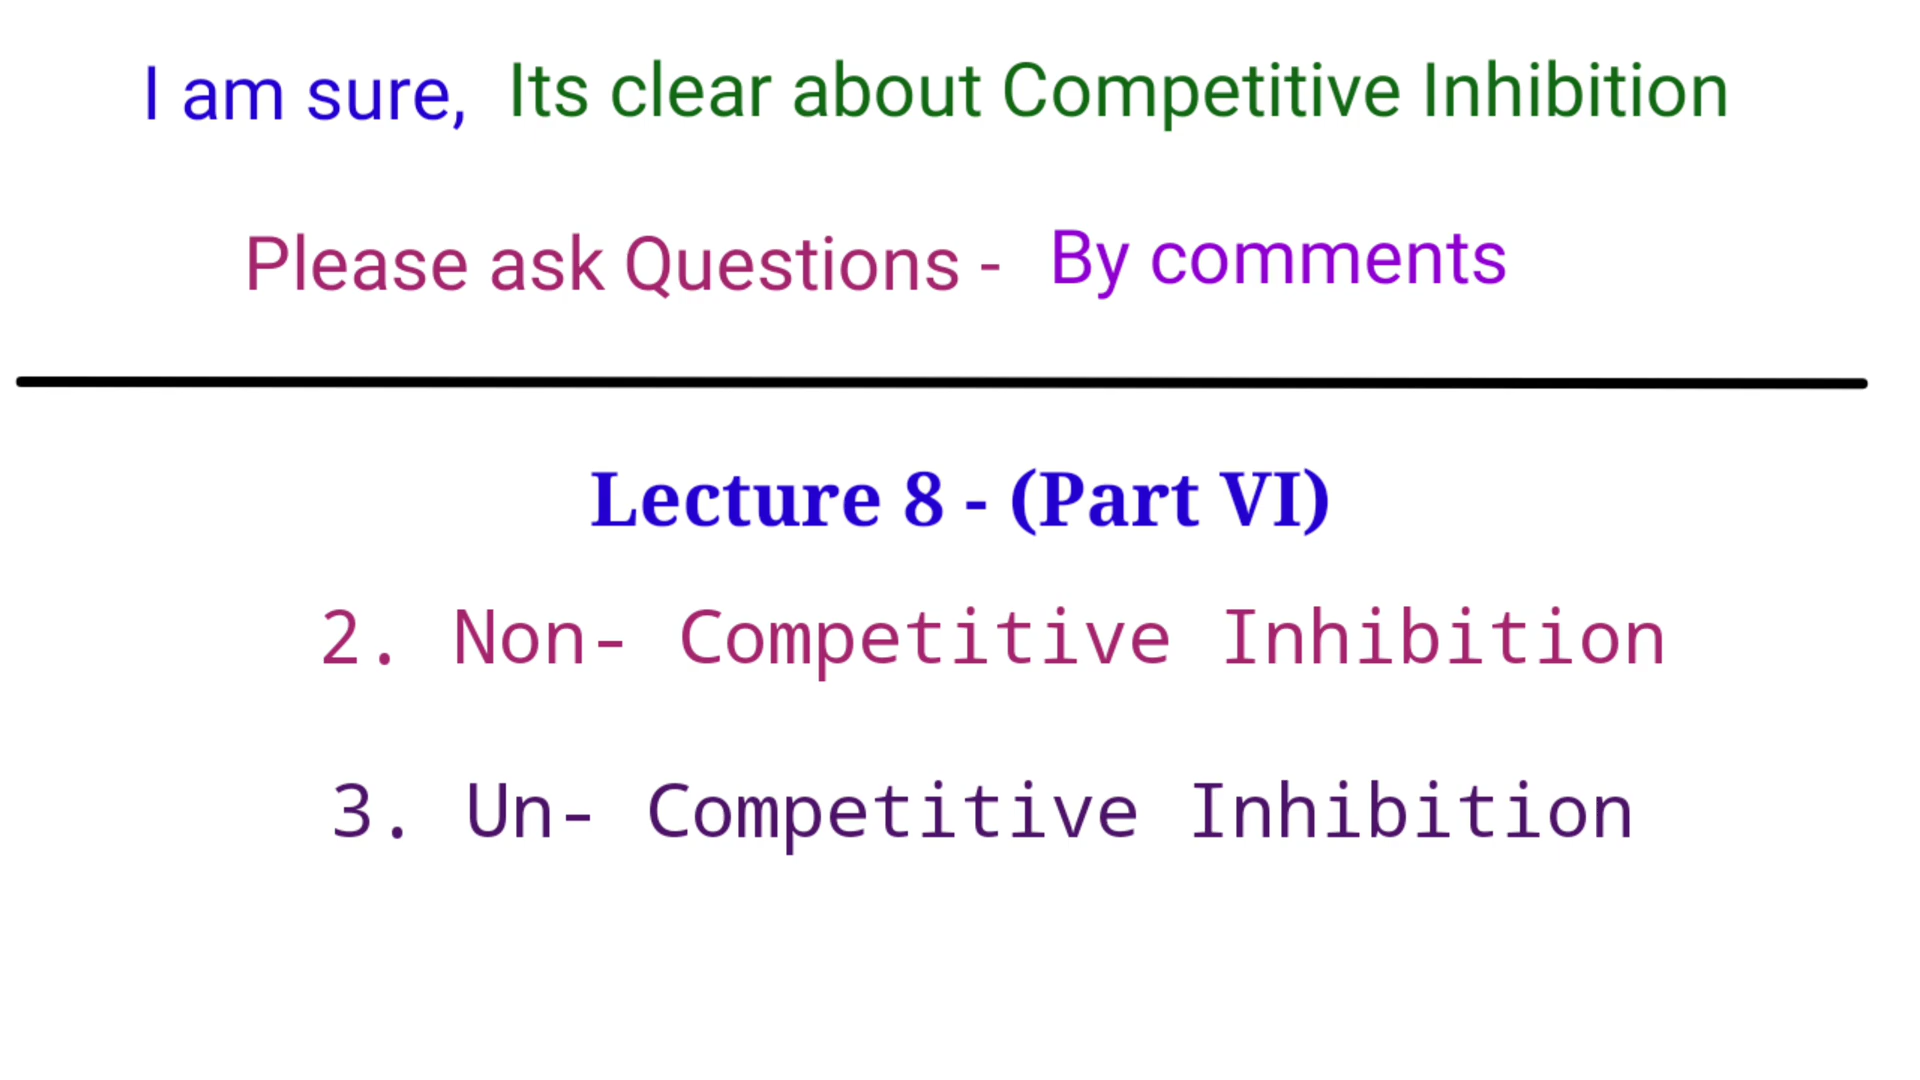 I am sure, Its clear about Competitive Inhibition
Please ask Questions - By comments
Lecture 8 - (Part VI)
2. Non- Competitive Inhibition
3. Un- Competitive Inhibition